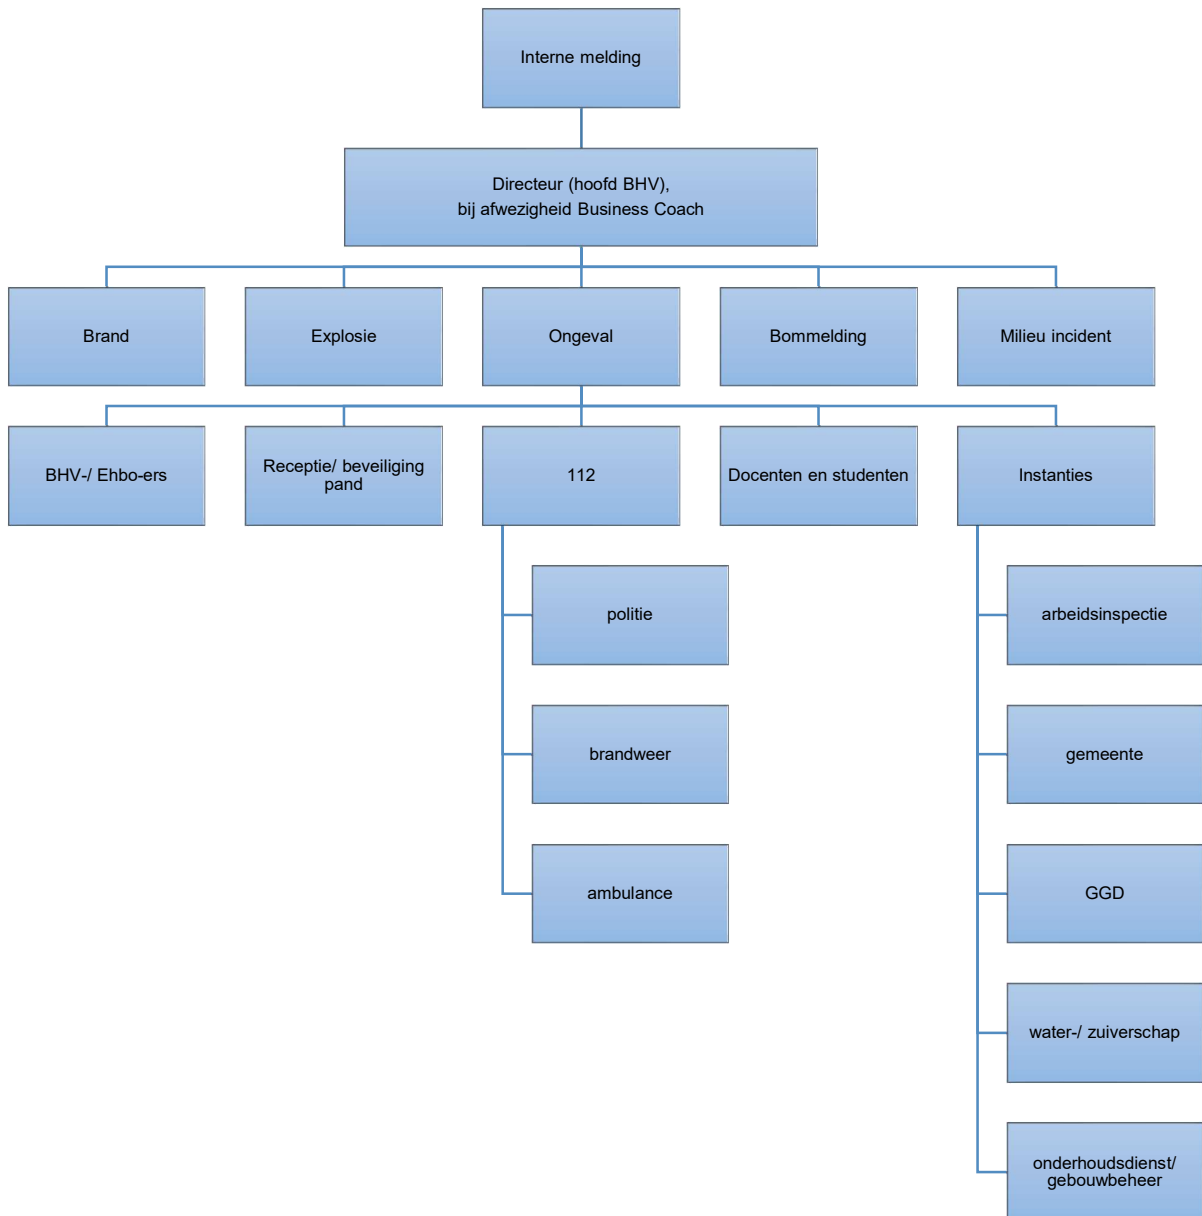 Interne melding
Directeur (hoofd BHV),
bij afwezigheid Business Coach
Brand
Explosie
Ongeval
Bommelding
Milieu incident
BHV-/ Ehbo-ers
Receptie/ beveiliging
pand
112
Docenten en studenten
Instanties
politie
brandweer
ambulance
arbeidsinspectie
gemeente
GGD
water-/ zuiverschap
onderhoudsdienst/
gebouwbeheer